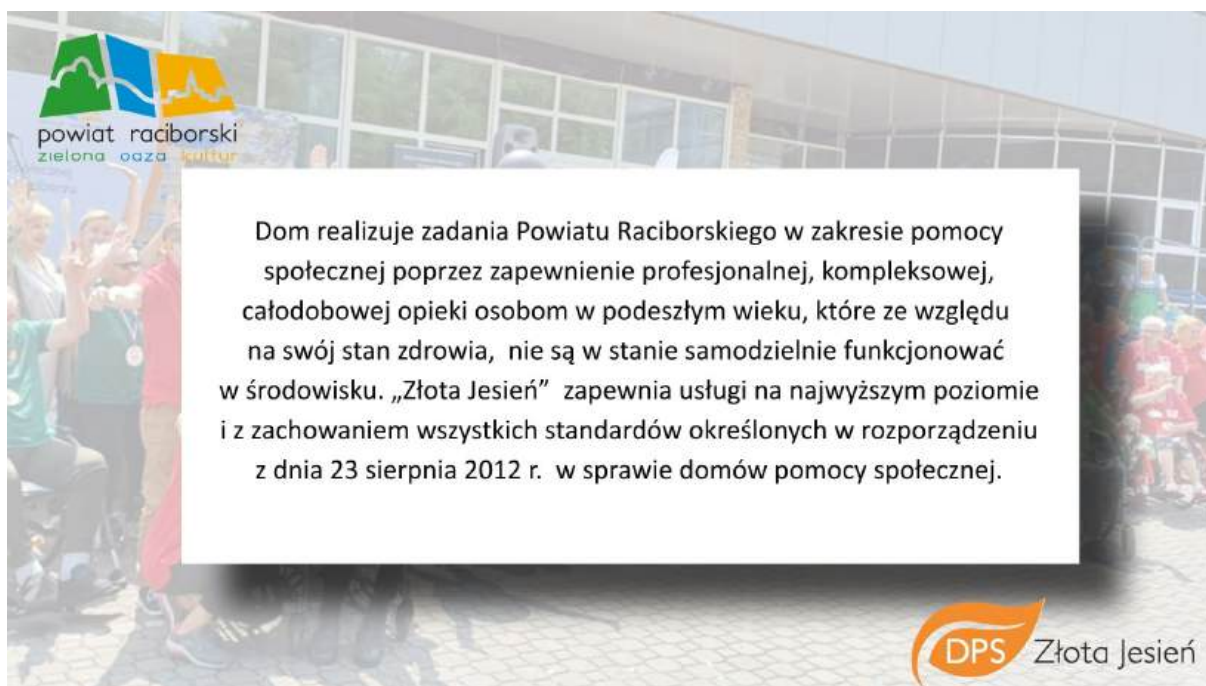 powiat raciborski
zielona oaza kultur
Dom realizuje zadania Powiatu Raciborskiego w zakresie pomocy
społecznej poprzez zapewnienie profesjonalnej, kompleksowej,
całodobowej opieki osobom w podeszłym wieku, które ze względu
na swój stan zdrowia, nie są w stanie samodzielnie funkcjonować
w środowisku. „Złota Jesień” zapewnia usługi na najwyższym poziomie
i z zachowaniem wszystkich standardów określonych w rozporządzeniu
z dnia 23 sierpnia 2012 r. w sprawie domów pomocy społecznej.
DPS Złota Jesień